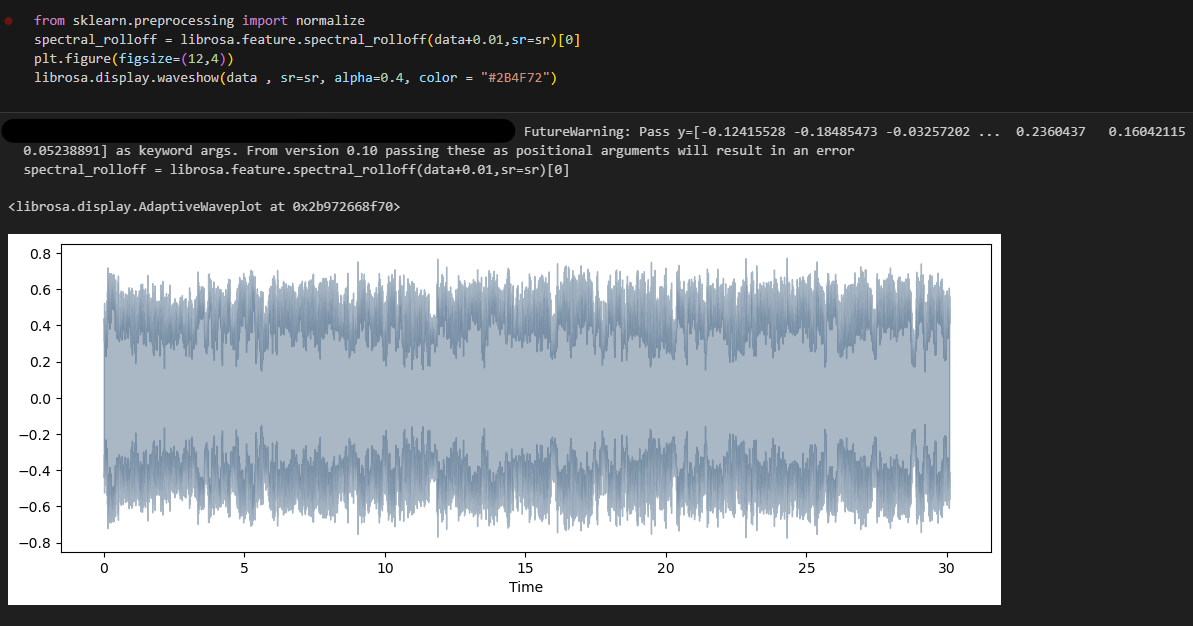 from sklearn.preprocessing import normalize
spectral_rolloff = librosa.feature.spectral_rolloff(data+0.01,sr=sr)[0]
plt.figure(figsize=(12,4))
librosa.display.waveshow(data , sr=sr, alpha=0.4, color = "#2B4F72")
FutureWarning: Pass y=[-0.12415528 -0.18485473 -0.03257202 ...  0.2360437   0.16042115
0.05238891] as keyword args. From version 0.10 passing these as positional arguments will result in an error
spectral_rolloff = librosa.feature.spectral_rolloff(data+0.01,sr=sr)[0]
<librosa.display.AdaptiveWaveplot at 0x2b972668f70>
0.8
0.6
0.4
0.2
0.0
−0.2
−0.4
−0.6
−0.8
0 5 10 15 20 25 30
Time